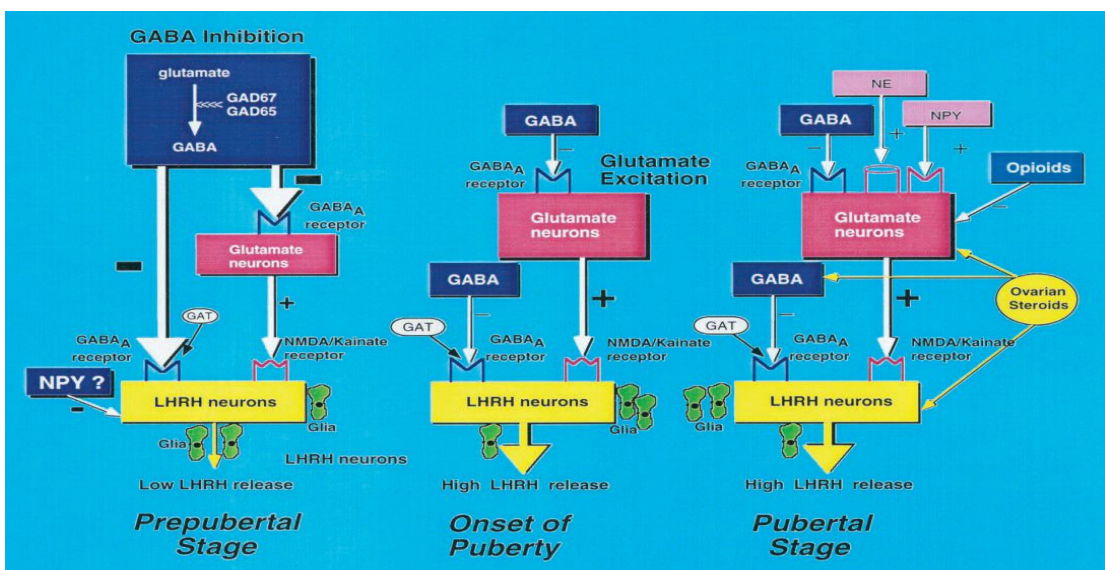 GABA Inhibition
glutamate
GAD67
GAD65
GABA
GABAA
receptor
Glutamate
neurons
+
GAT
GABAA
receptor
NMDA/Kainate
receptor
NPY ?
-
LHRH neurons
Glia
Glia
LHRH neurons
Low LHRH release
Prepubertal
Stage
GABA
-
GABAA
receptor
Glutamate
Excitation
Glutamate
neurons
GABA
-
+
GAT
GABAA
receptor
NMDA/Kainate
receptor
LHRH neurons
Glia
High LHRH release
Onset of
Puberty
NE
GABA
NPY
-
+
+
GABAA
receptor
Opioids
-
Glutamate
neurons
GABA
Ovarian
Steroids
-
+
GAT
GABAA
receptor
NMDA/Kainate
receptor
LHRH neurons
Glia
High LHRH release
Pubertal
Stage